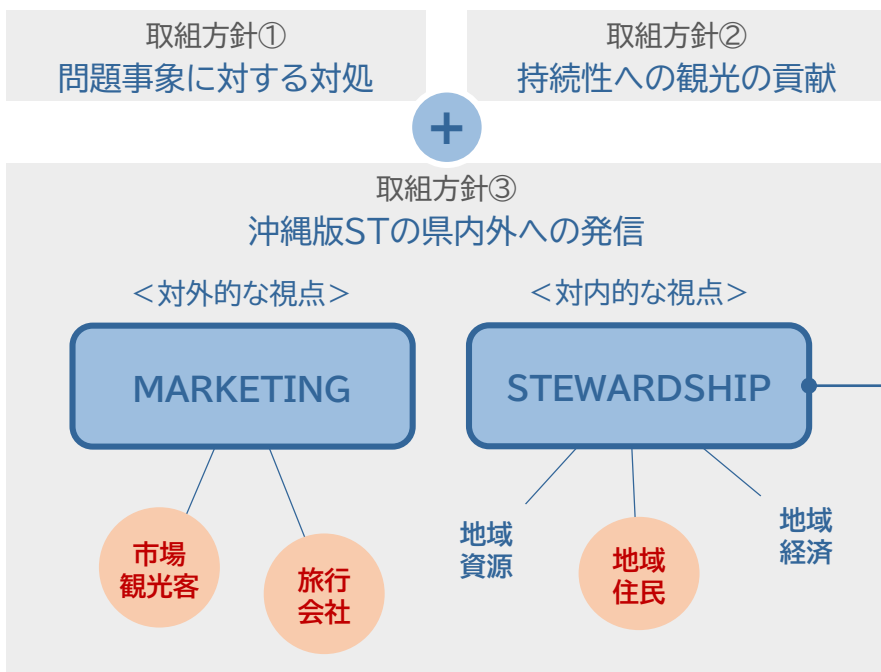 取組方針①
問題事象に対する対処
取組方針②
持続性への観光の貢献
+
取組方針③
沖縄版STの県内外への発信
＜対外的な視点＞
＜対内的な視点＞
MARKETING
STEWARDSHIP
市場
観光客
旅行
会社
地域
資源
地域
住民
地域
経済